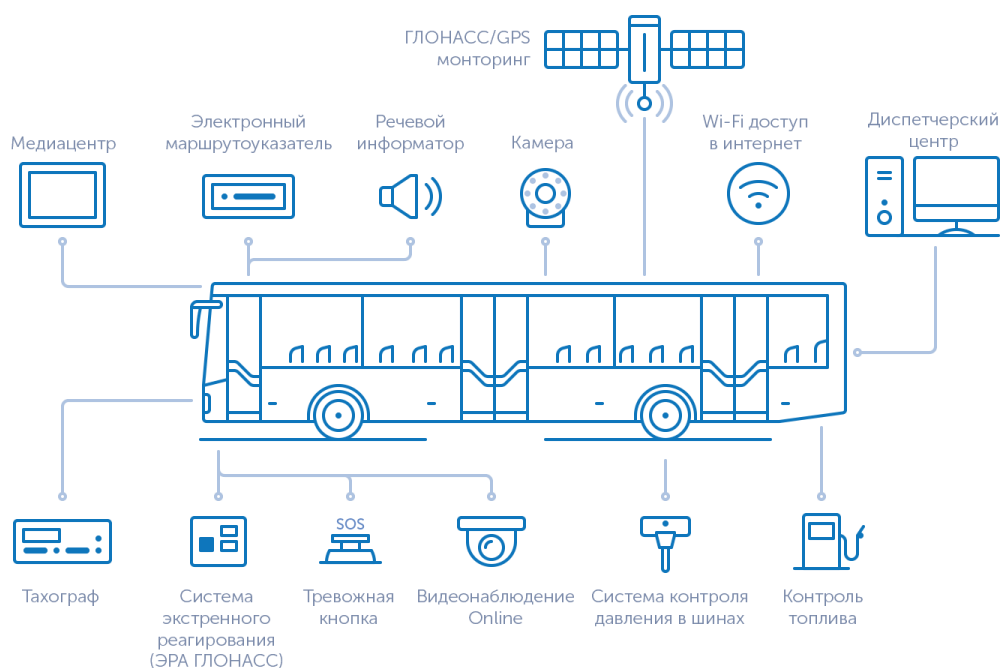 ГЛОНАСС/GPS
моторинг
Медиацентр
Электронный
маршрутоуказатель
Речевой
информатор
Камера
Wi-Fi доступ
в интернет
Диспетчерский
центр
SOS
Тахограф
Система
экстренного
реагирования
(ЭРА ГЛОНАСС)
Тревожная
кнопка
Видеонаблюдение
Online
Система контроля
давления в шинах
Контроль
топлива